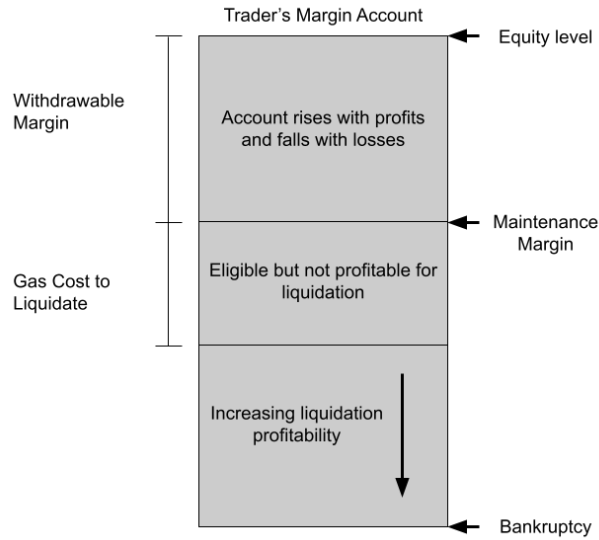 Trader’s Margin Account
Equity level
Withdrawable
Margin
Account rises with profits
and falls with losses
Maintenance
Margin
Gas Cost to
Liquidate
Eligible but not profitable for
liquidation
Increasing liquidation
profitability
Bankruptcy